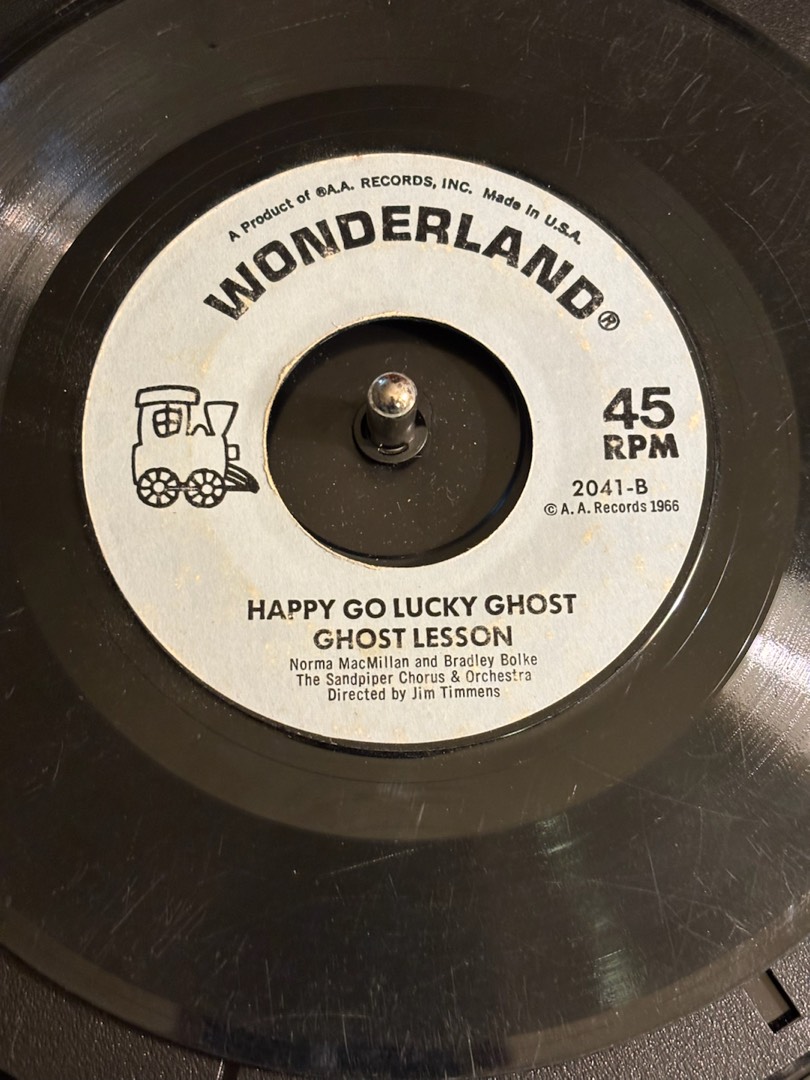 A Product of ®A.A. RECORDS, INC. Made in U.S.A.
WONDERLAND®
45
RPM
2041-B
© A. A. Records 1966
HAPPY GO LUCKY GHOST
GHOST LESSON
Norma MacMillan and Bradley Bolke
The Sandpiper Chorus & Orchestra
Directed by Jim Timmens